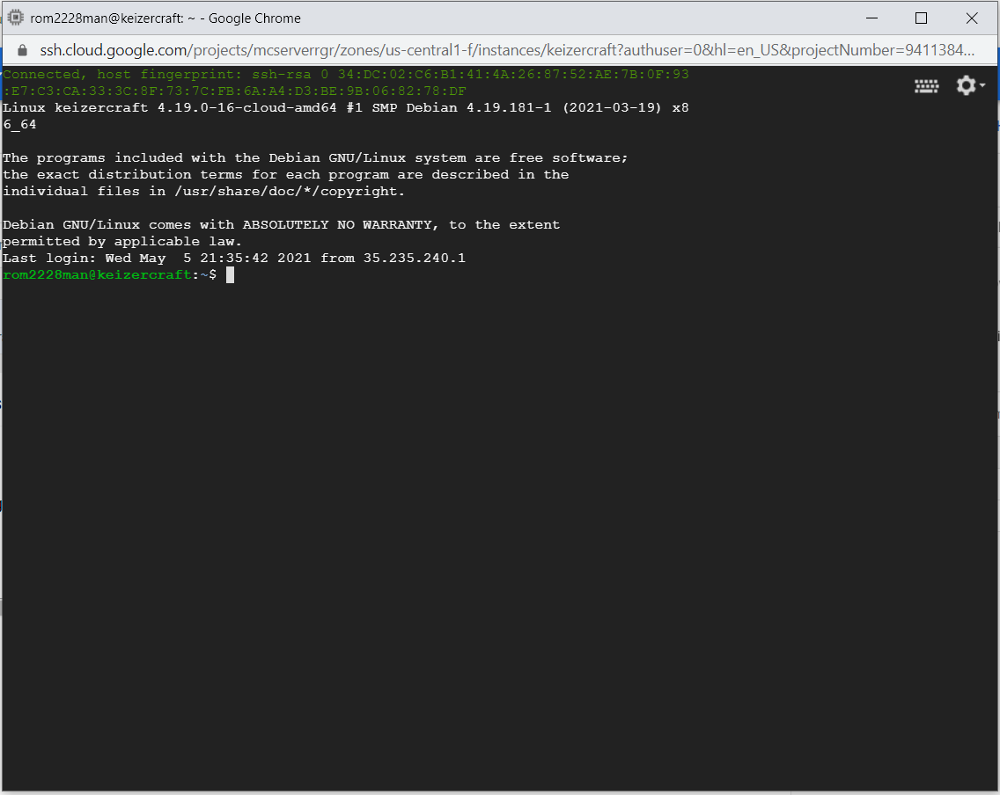 rom2228man@keizercraft: ~ - Google Chrome
ssh.cloud.google.com/projects/mcserverrgr/zones/us-central1-f/instances/keizercraft?authuser=0&hl=en_US&projectNumber=9411384...
Connected, host fingerprint: ssh-rsa 0 34:DC:02:C6:B1:41:4A:26:87:52:AE:7B:0F:93
:E7:C3:CA:33:3C:8F:73:7C:FB:6A:A4:D3:BE:9B:06:82:78:DF
Linux keizercraft 4.19.0-16-cloud-amd64 #1 SMP Debian 4.19.181-1 (2021-03-19) x8
6_64
The programs included with the Debian GNU/Linux system are free software;
the exact distribution terms for each program are described in the
individual files in /usr/share/doc/*/copyright.
Debian GNU/Linux comes with ABSOLUTELY NO WARRANTY, to the extent
permitted by applicable law.
Last login: Wed May  5 21:35:42 2021 from 35.235.240.1
rom2228man@keizercraft:~$